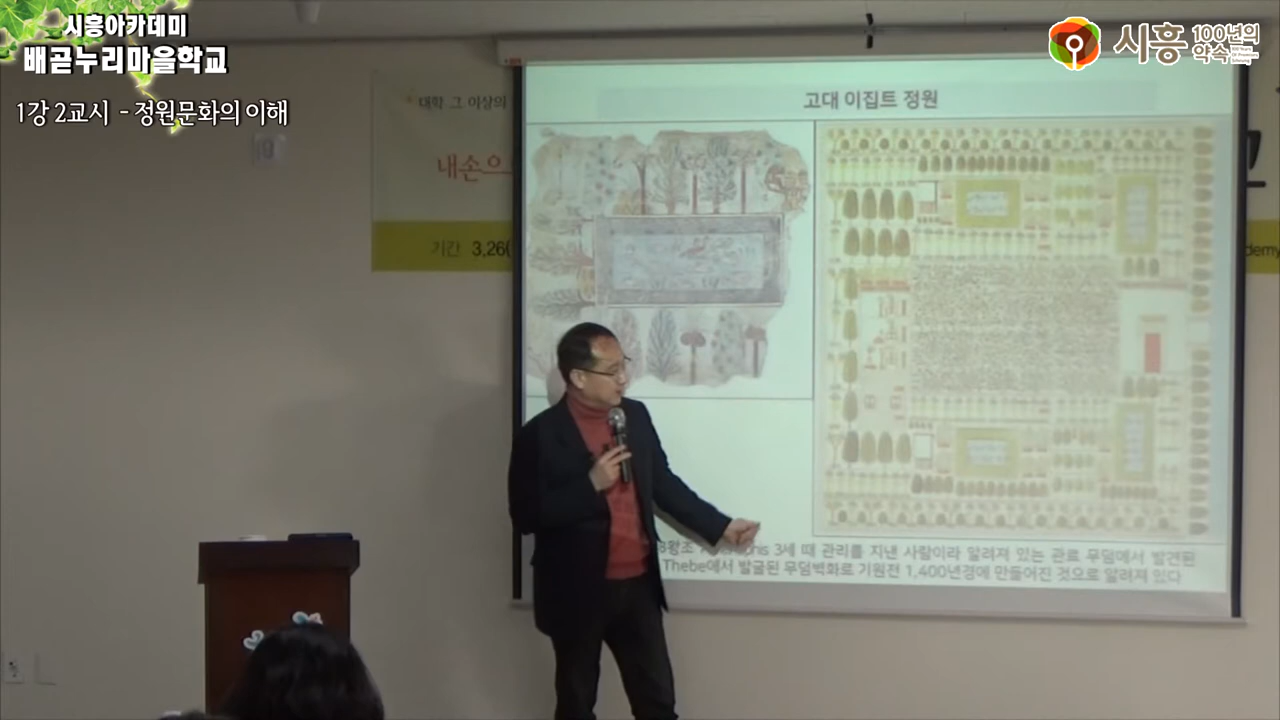 시흥아카데미
배곧누리마을학교
1강 2교시 - 정원문화의 이해
시흥 100년의 약속
대학 그 이상의
내손으
기간 3.26(
고대 이집트 정원
왕조 3세 때 관리를 지낸 사람이라 알려져 있는 관료 무덤에서 발견된
Thebe에서 발굴된 무덤벽화로 기원전 1,400년경에 만들어진 것으로 알려져 있다
demy